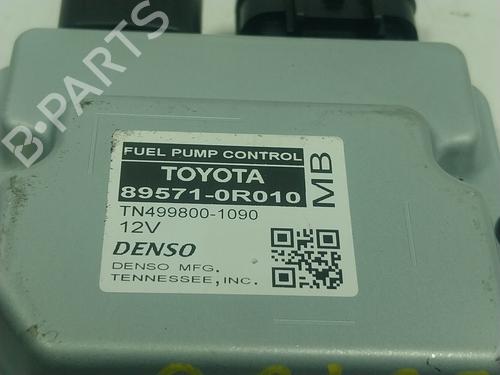 B-PARTS
FUEL PUMP CONTROL
TOYOTA
89571-0R010
MB
TN499800-1090
12V
DENSO
DENSO MFG.
TENNESSEE, INC.